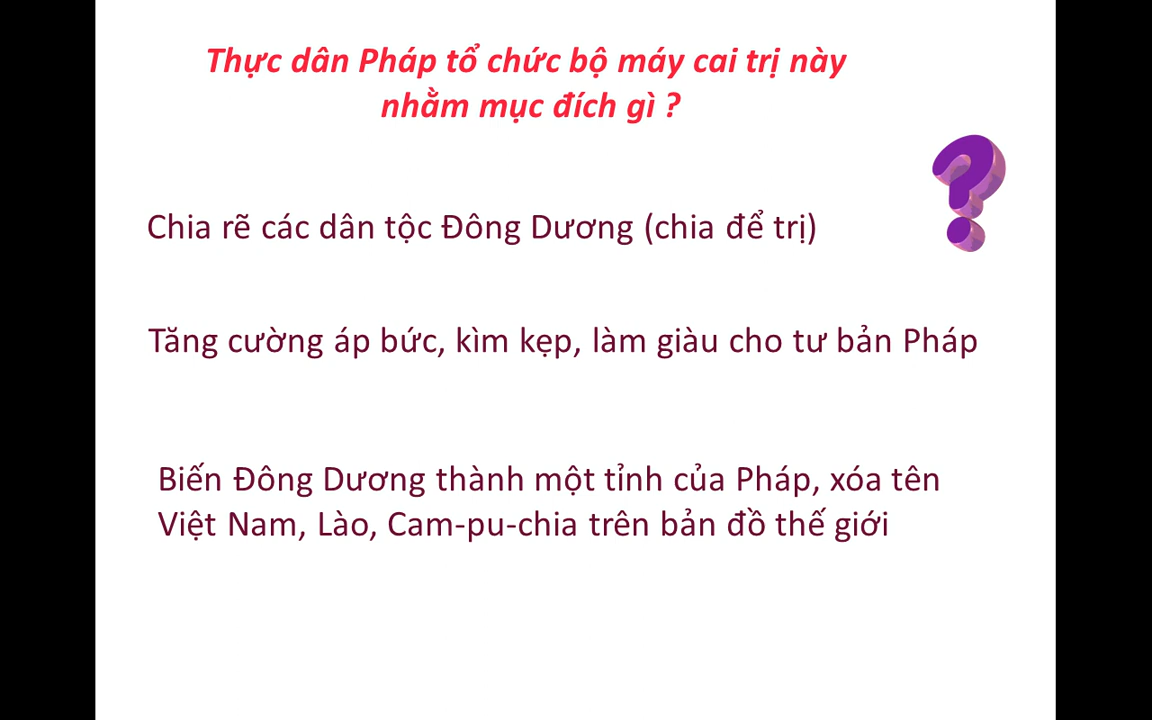 Thực dân Pháp tổ chức bộ máy cai trị này
nhằm mục đích gì ?
Chia rẽ các dân tộc Đông Dương (chia để trị)
Tăng cường áp bức, kìm kẹp, làm giàu cho tư bản Pháp
Biến Đông Dương thành một tỉnh của Pháp, xóa tên
Việt Nam, Lào, Cam-pu-chia trên bản đồ thế giới